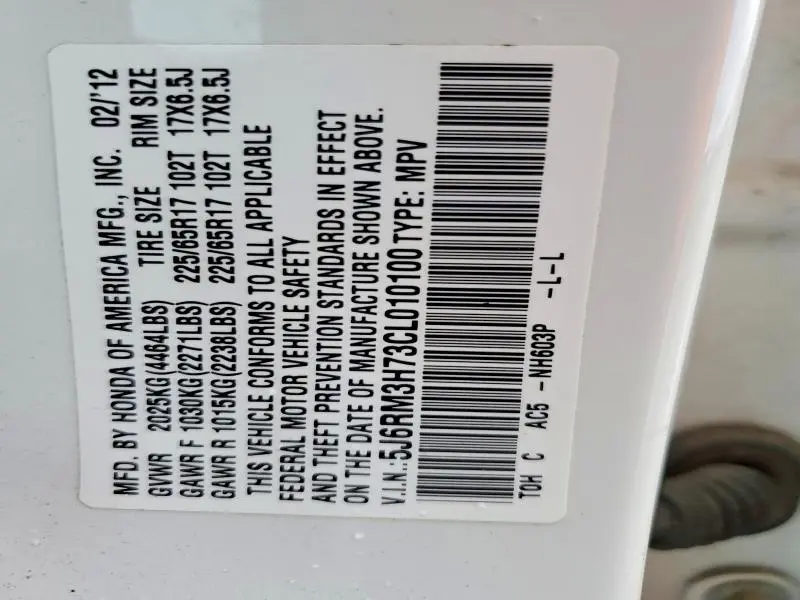 MFD. BY HONDA OF AMERICA MFG., INC. 02/'12
GVWR 2025KG(4464LBS) TIRE SIZE RIM SIZE
GAWR F 1030KG(2271LBS) 225/65R17 102T 17X6.5J
GAWR R 1015KG(2238LBS) 225/65R17 102T 17X6.5J
THIS VEHICLE CONFORMS TO ALL APPLICABLE
FEDERAL MOTOR VEHICLE SAFETY
AND THEFT PREVENTION STANDARDS IN EFFECT
ON THE DATE OF MANUFACTURE SHOWN ABOVE.
V.I.N.:5J6RM3H73CL010100 TYPE: MPV
TOH C AC5 -NH603P -L-L